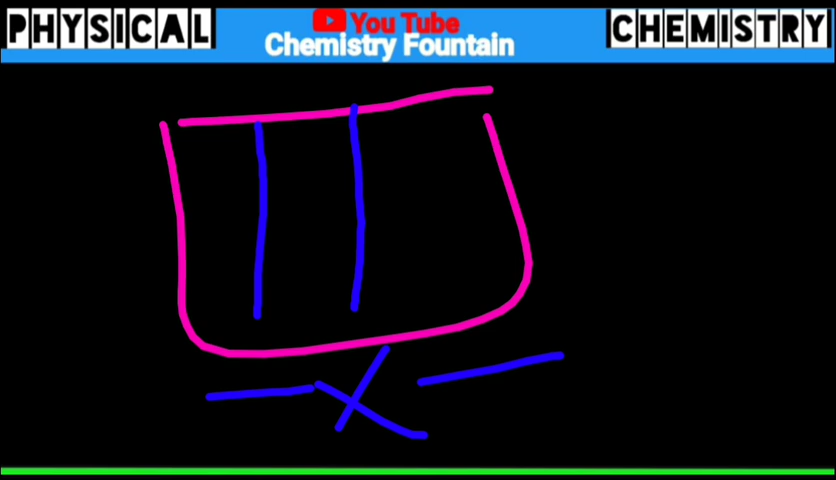 PHYSICAL
You Tube
Chemistry Fountain
CHEMISTRY
X